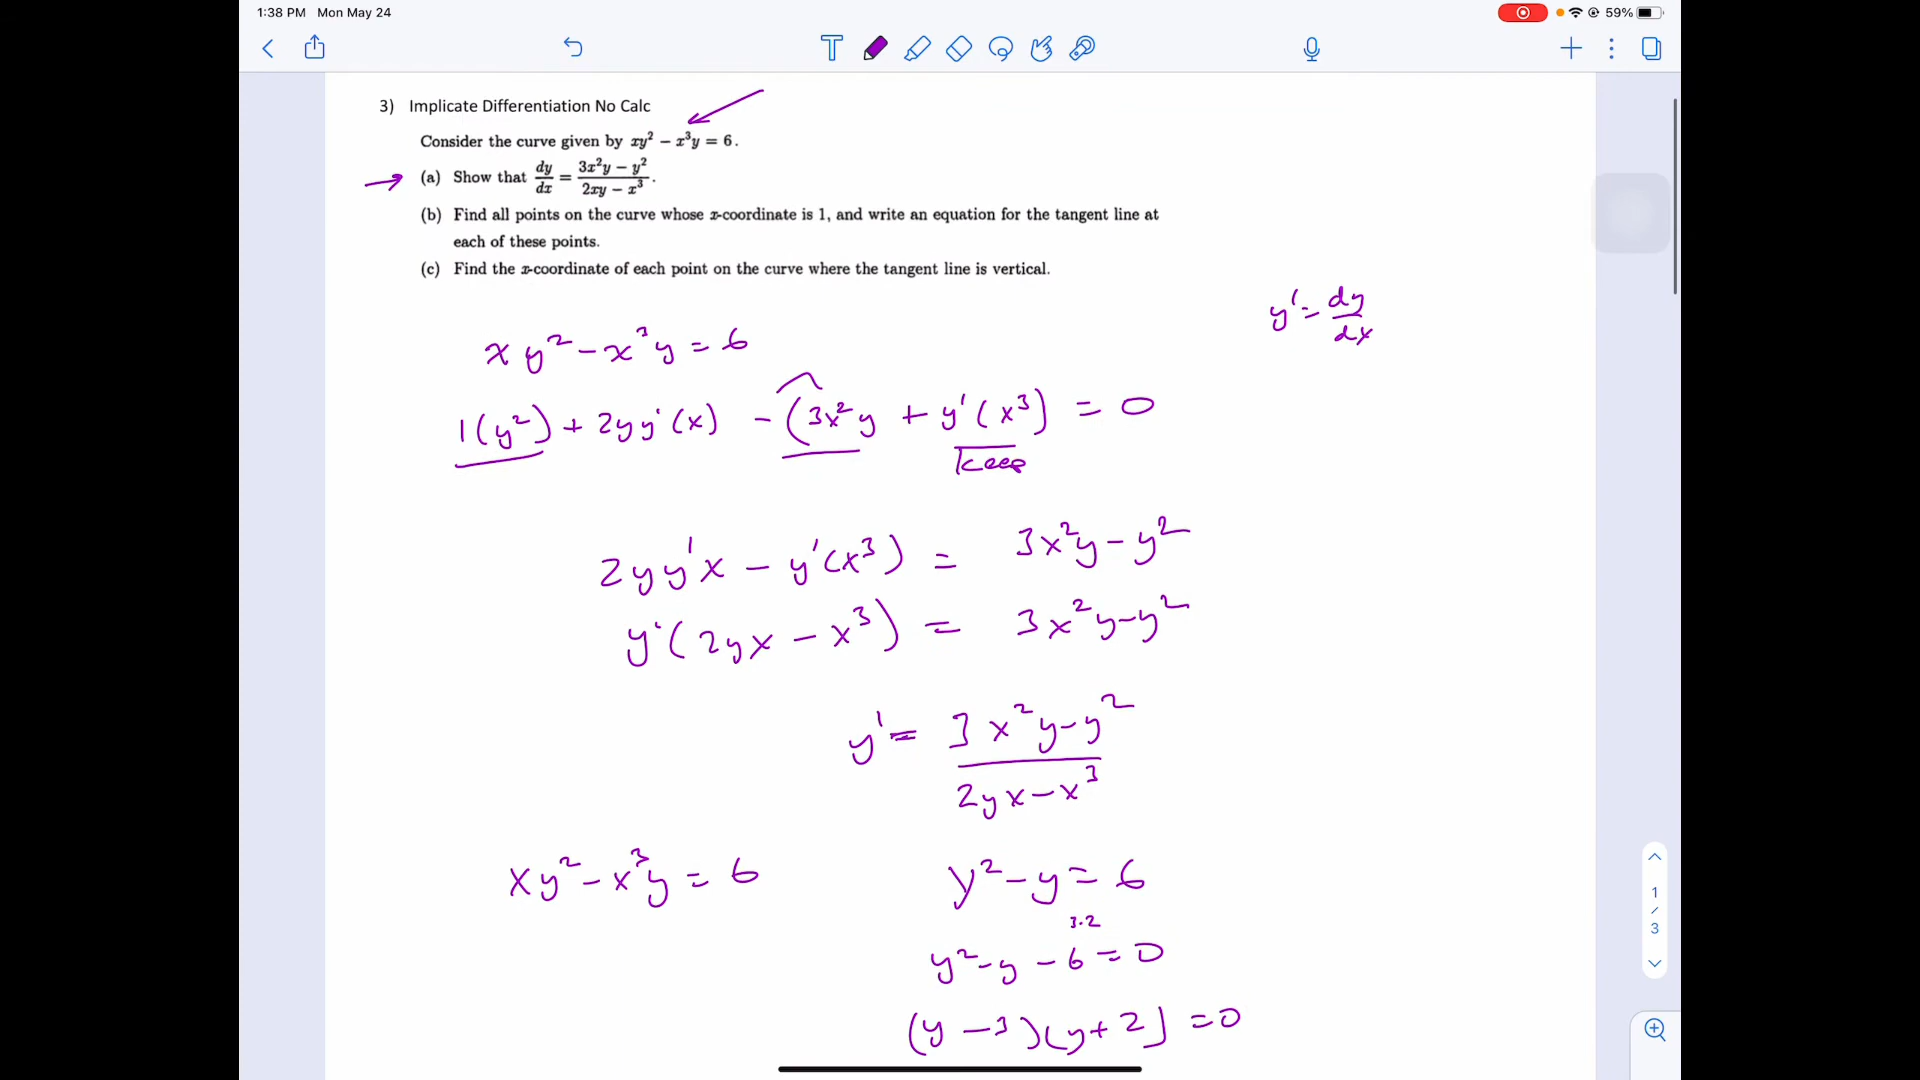 1:38 PM Mon May 24
59%
3) Implicate Differentiation No Calc
Consider the curve given by xy² − x³y = 6.
(a) Show that dy/dx = (3x²y − y²)/(2xy − x³).
(b) Find all points on the curve whose x-coordinate is 1, and write an equation for the tangent line at
each of these points.
(c) Find the x-coordinate of each point on the curve where the tangent line is vertical.
y' = dy/dx
xy² − x³y = 6
1(y²) + 2yy'(x) − (3x²y + y'(x³) = 0
keep
2yy'x − y'(x³) = 3x²y − y²
y'(2yx − x³) = 3x²y − y²
y' = (3x²y − y²)/(2yx − x³)
xy² − x³y = 6
y² − y = 6
3·2
y² − y − 6 = 0
(y − 3)(y + 2) = 0
1
/
3